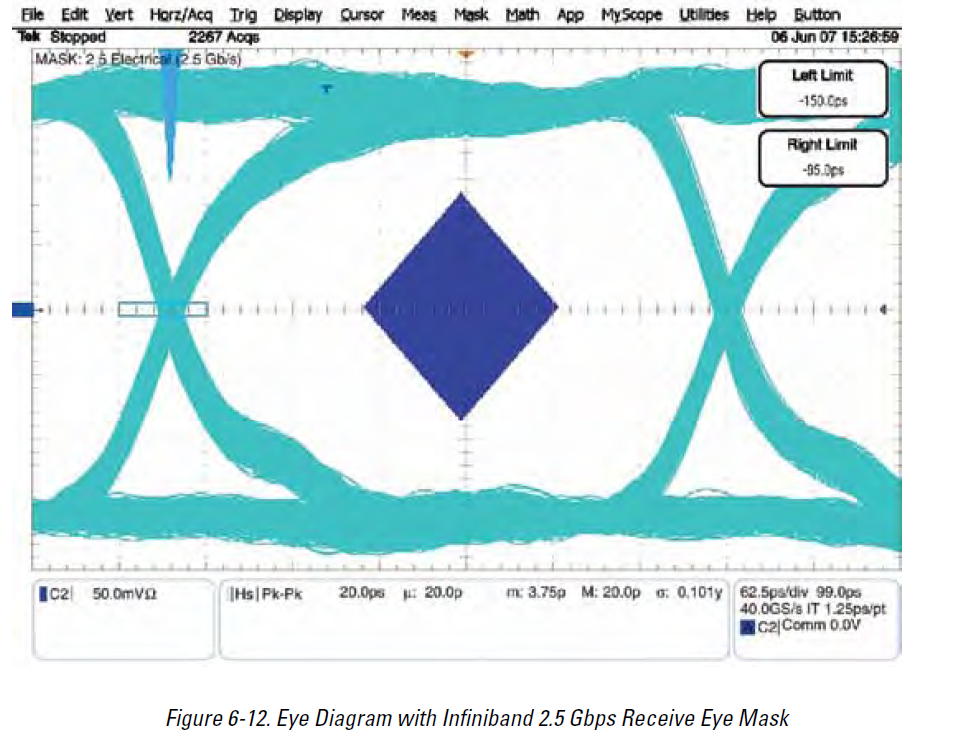 File Edit Vert Horz/Acq Trig Display Cursor Meas Mask Math App MyScope Utilities Help Button
Tek Stopped 2267 Acqs 06 Jun 07 15:26:59
MASK: 2.5 Electrical (2.5 Gb/s)
Left Limit
-150.0ps
Right Limit
-95.0ps
C2 50.0mVΩ
Hs Pk-Pk 20.0ps µ: 20.0p m: 3.75p M: 20.0p σ: 0.101y
62.5ps/div 99.0ps
40.0GS/s IT 1.25ps/pt
A C2 Comm 0.0V
Figure 6-12. Eye Diagram with Infiniband 2.5 Gbps Receive Eye Mask